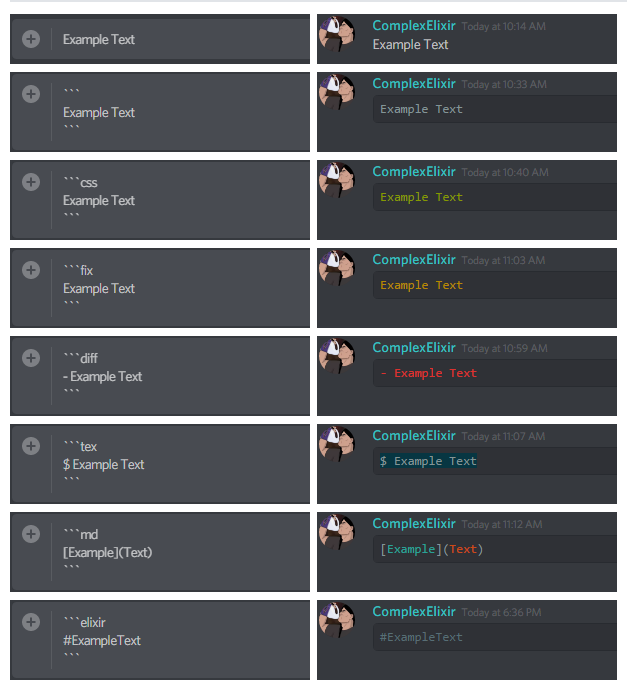 Example Text
ComplexElixir Today at 10:14 AM
Example Text
```
Example Text
```
ComplexElixir Today at 10:33 AM
Example Text
```css
Example Text
```
ComplexElixir Today at 10:40 AM
Example Text
```fix
Example Text
```
ComplexElixir Today at 11:03 AM
Example Text
```diff
- Example Text
```
ComplexElixir Today at 10:59 AM
- Example Text
```tex
$ Example Text
```
ComplexElixir Today at 11:07 AM
$ Example Text
```md
[Example](Text)
```
ComplexElixir Today at 11:12 AM
[Example](Text)
```elixir
#ExampleText
```
ComplexElixir Today at 6:36 PM
#ExampleText